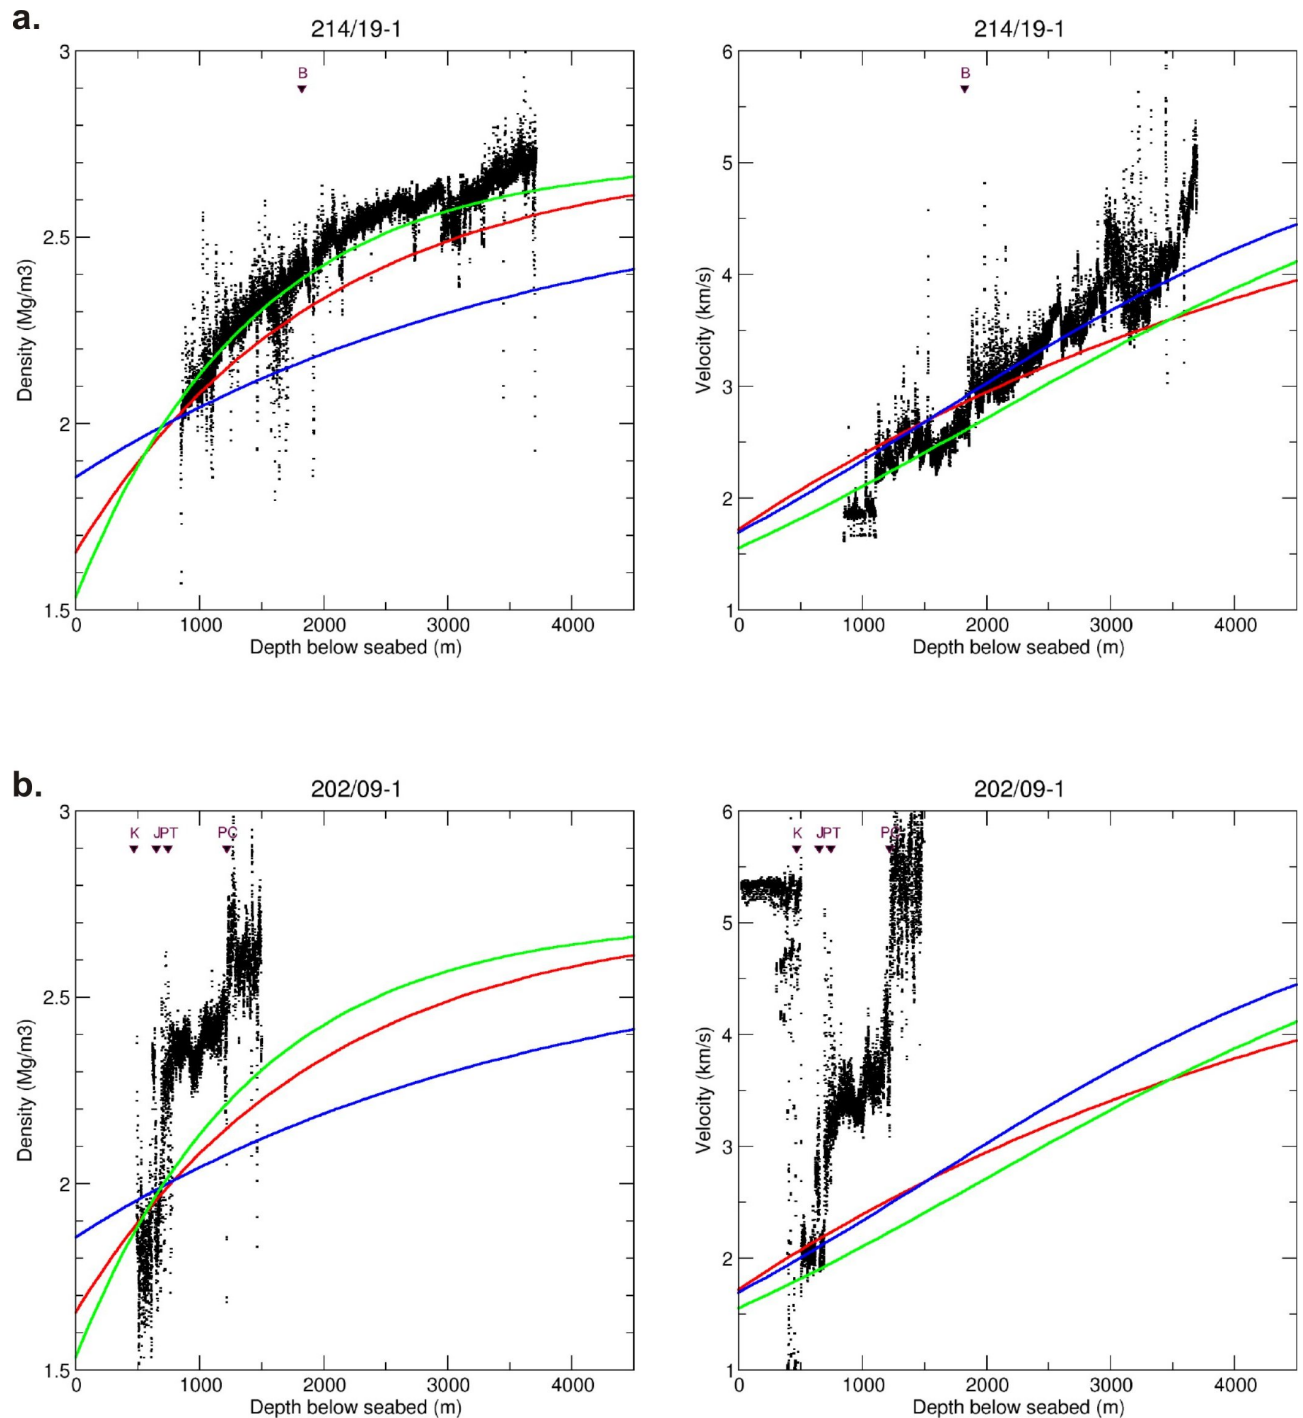 a.
214/19-1
3
B
2.5
Density (Mg/m3)
2
1.5
0 1000 2000 3000 4000
Depth below seabed (m)
214/19-1
6
B
5
4
Velocity (km/s)
3
2
1
0 1000 2000 3000 4000
Depth below seabed (m)
b.
202/09-1
3
K JPT PC
2.5
Density (Mg/m3)
2
1.5
0 1000 2000 3000 4000
Depth below seabed (m)
202/09-1
6
K JPT PC
5
4
Velocity (km/s)
3
2
1
0 1000 2000 3000 4000
Depth below seabed (m)